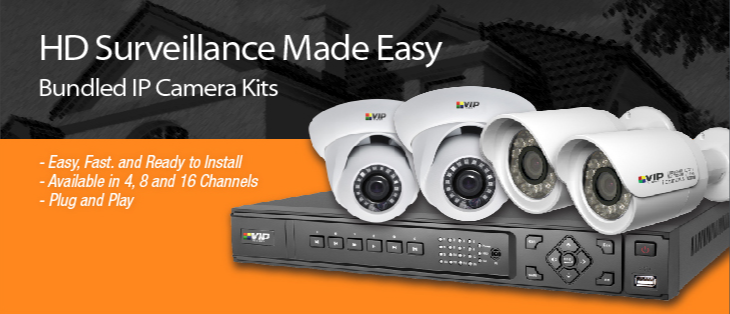 HD Surveillance Made Easy
Bundled IP Camera Kits
- Easy, Fast. and Ready to Install
- Available in 4, 8 and 16 Channels
- Plug and Play
VIP
VIP
VIP
VIP